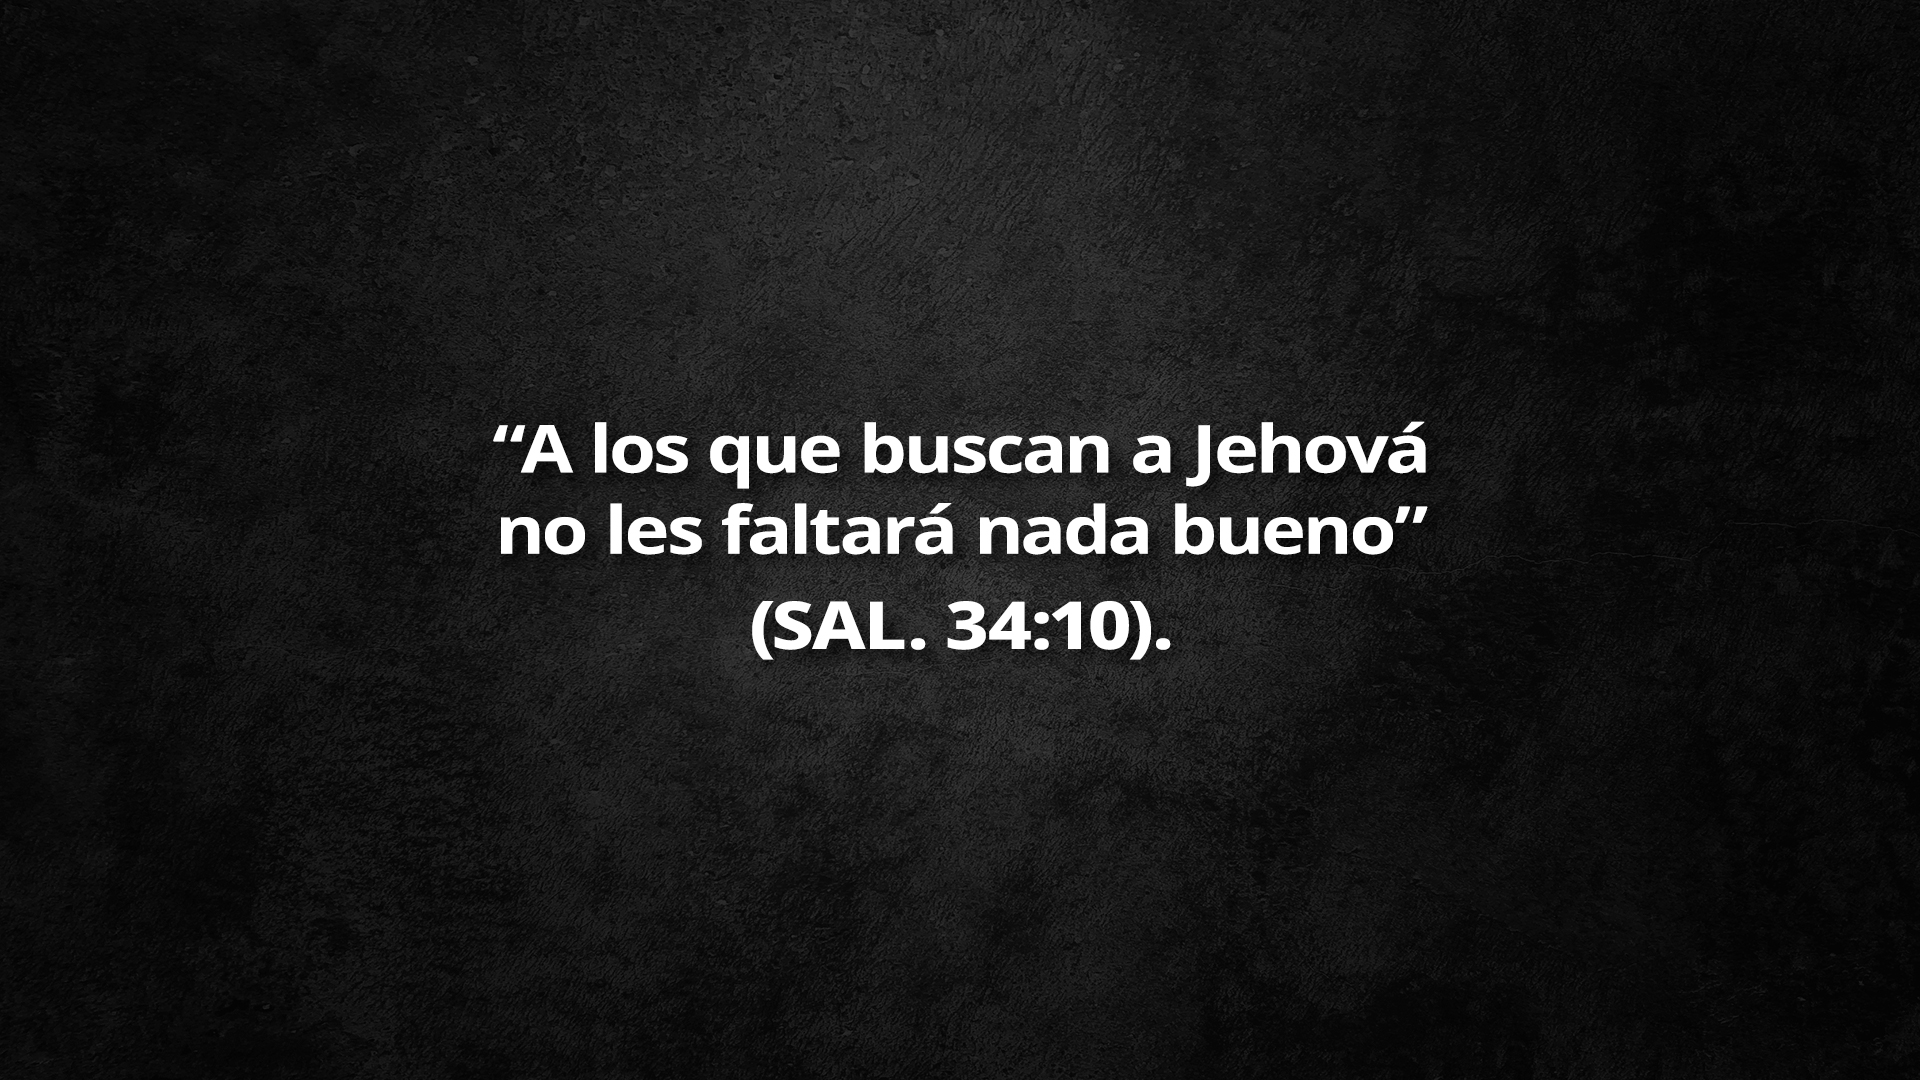 “A los que buscan a Jehová
no les faltará nada bueno”
(SAL. 34:10).